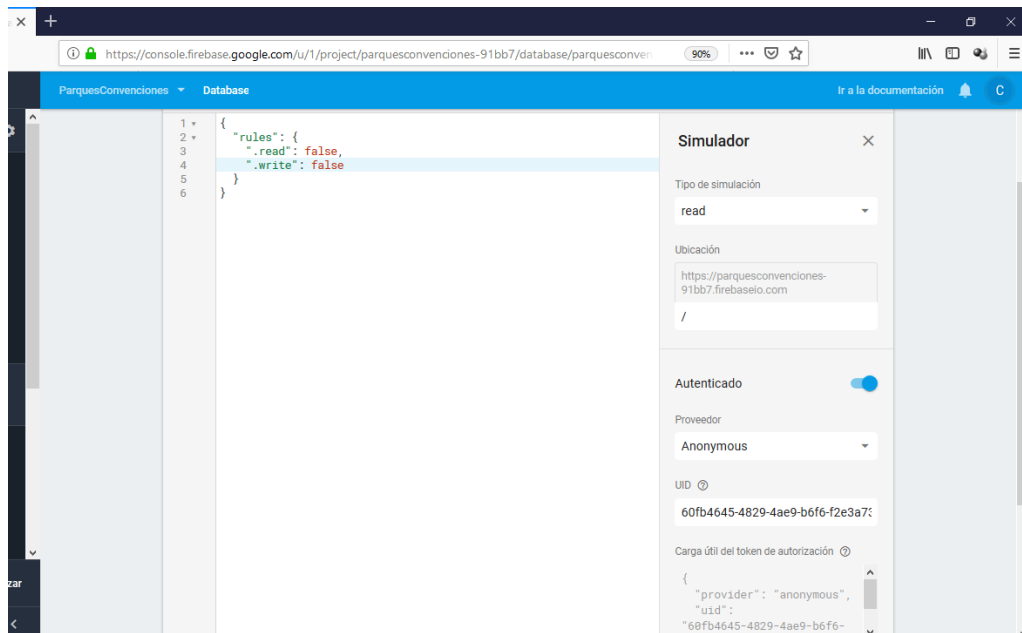 https://console.firebase.google.com/u/1/project/parquesconvenciones-91bb7/database/parquesconven
90%
ParquesConvenciones
Database
Ir a la documentación
C
1
{
2
"rules": {
3
".read": false,
4
".write": false
5
}
6
}
Simulador
Tipo de simulación
read
Ubicación
https://parquesconvenciones-
91bb7.firebaseio.com
/
Autenticado
Proveedor
Anonymous
UID
60fb4645-4829-4ae9-b6f6-f2e3a73
Carga útil del token de autorización
{
"provider": "anonymous",
"uid":
"60fb4645-4829-4ae9-b6f6-
zar